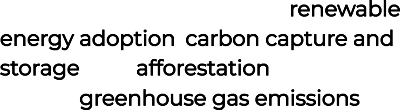 renewable
energy adoption carbon capture and
storage afforestation
greenhouse gas emissions